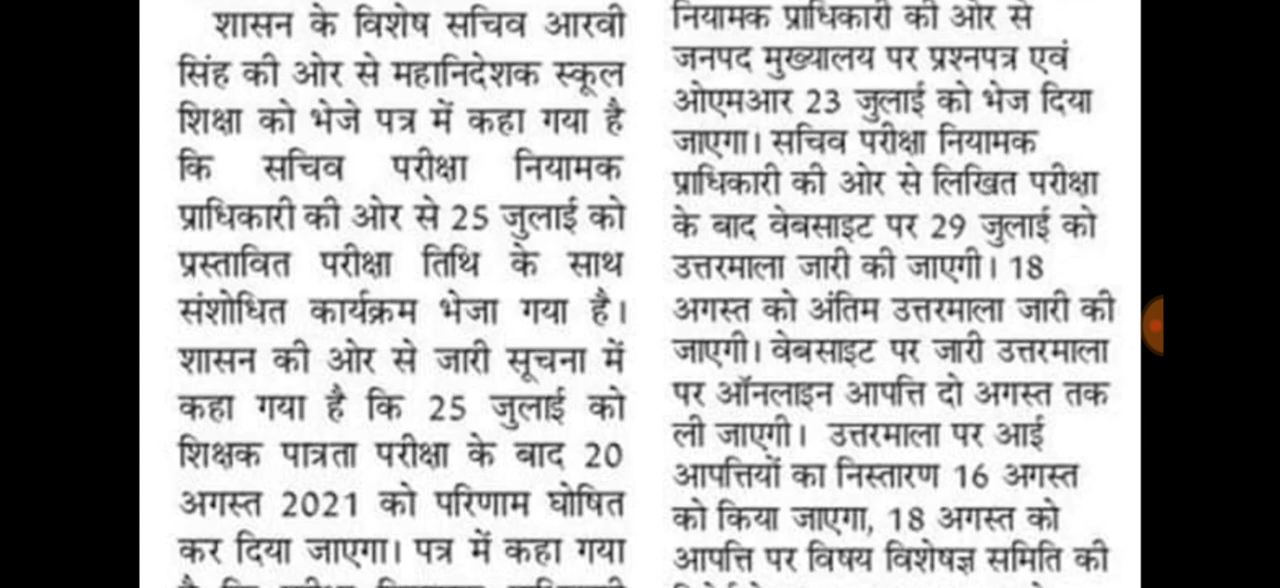 शासन के विशेष सचिव आरवी
सिंह की ओर से महानिदेशक स्कूल
शिक्षा को भेजे पत्र में कहा गया है
कि सचिव परीक्षा नियामक
प्राधिकारी की ओर से 25 जुलाई को
प्रस्तावित परीक्षा तिथि के साथ
संशोधित कार्यक्रम भेजा गया है।
शासन की ओर से जारी सूचना में
कहा गया है कि 25 जुलाई को
शिक्षक पात्रता परीक्षा के बाद 20
अगस्त 2021 को परिणाम घोषित
कर दिया जाएगा। पत्र में कहा गया
नियामक प्राधिकारी की ओर से
जनपद मुख्यालय पर प्रश्नपत्र एवं
ओएमआर 23 जुलाई को भेज दिया
जाएगा। सचिव परीक्षा नियामक
प्राधिकारी की ओर से लिखित परीक्षा
के बाद वेबसाइट पर 29 जुलाई को
उत्तरमाला जारी की जाएगी। 18
अगस्त को अंतिम उत्तरमाला जारी की
जाएगी। वेबसाइट पर जारी उत्तरमाला
पर ऑनलाइन आपत्ति दो अगस्त तक
ली जाएगी। उत्तरमाला पर आई
आपत्तियों का निस्तारण 16 अगस्त
को किया जाएगा, 18 अगस्त को
आपत्ति पर विषय विशेषज्ञ समिति की